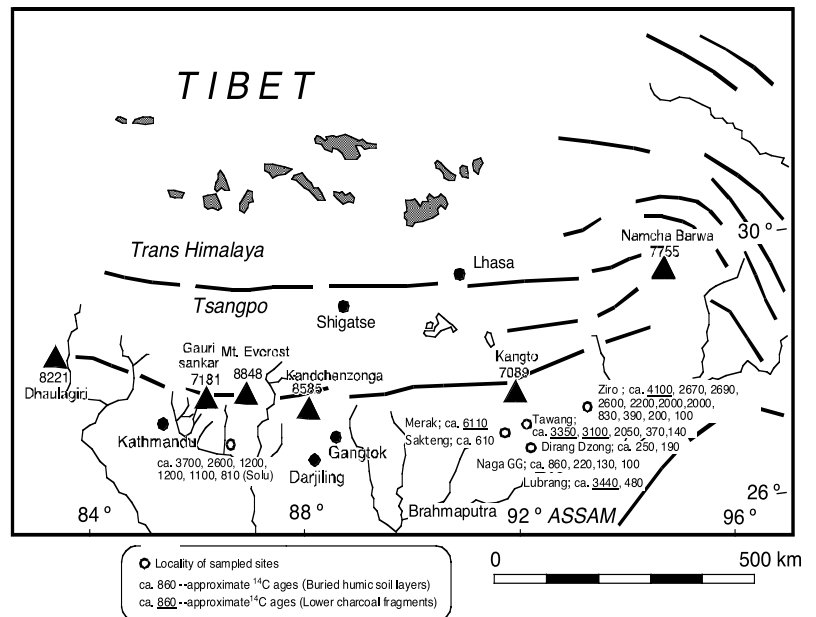 TIBET
30 º
Namcha Barwa
7755
Trans Himalaya
Lhasa
Tsangpo
Shigatse
Gauri
sankar
7181
Mt. Everest
8848
Kandchenzonga
8585
Kangto
7089
8221
Dhaulagiri
Ziro ; ca. 4100, 2670, 2690,
2600, 2200,2000,2000,
830, 390, 200, 100
Merak; ca. 6110
Sakteng; ca. 610
Tawang;
ca. 3350, 3100, 2050, 370,140
Dirang Dzong; ca. 250, 190
Kathmandu
Gangtok
Darjiling
ca. 3700, 2600, 1200,
1200, 1100, 810 (Solu)
Naga GG; ca. 860, 220,130, 100
Lubrang; ca. 3440, 480
26 º
84 º
88 º
Brahmaputra
92 º
ASSAM
96 º
Locality of sampled sites
ca. 860 --approximate 14C ages (Buried humic soil layers)
ca. 860 --approximate14C ages (Lower charcoal fragments)
0
500 km